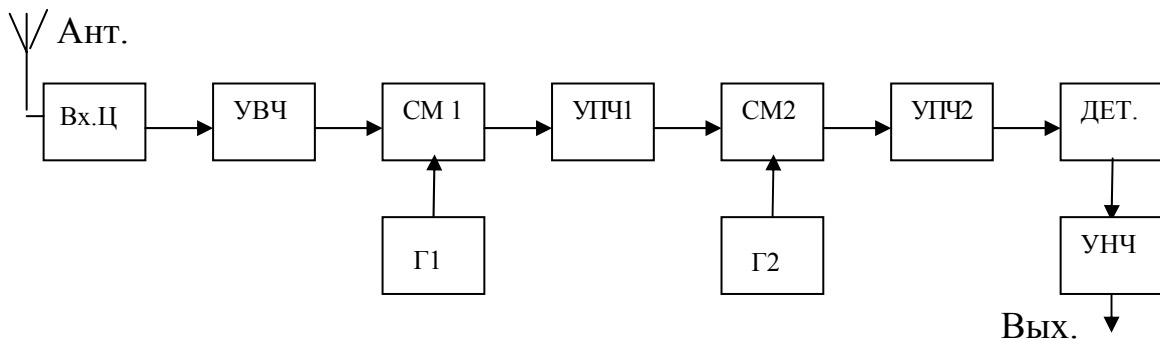 Ант.
Вх.Ц
УВЧ
СМ 1
УПЧ1
СМ2
УПЧ2
ДЕТ.
Г1
Г2
УНЧ
Вых.